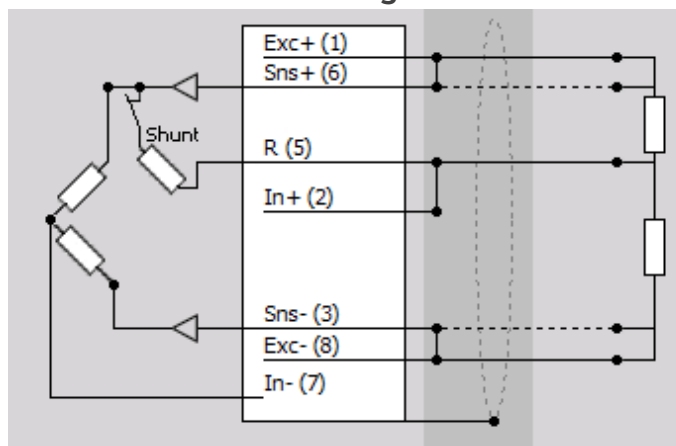 Exc+ (1)
Sns+ (6)
Shunt
R (5)
In+ (2)
Sns- (3)
Exc- (8)
In- (7)